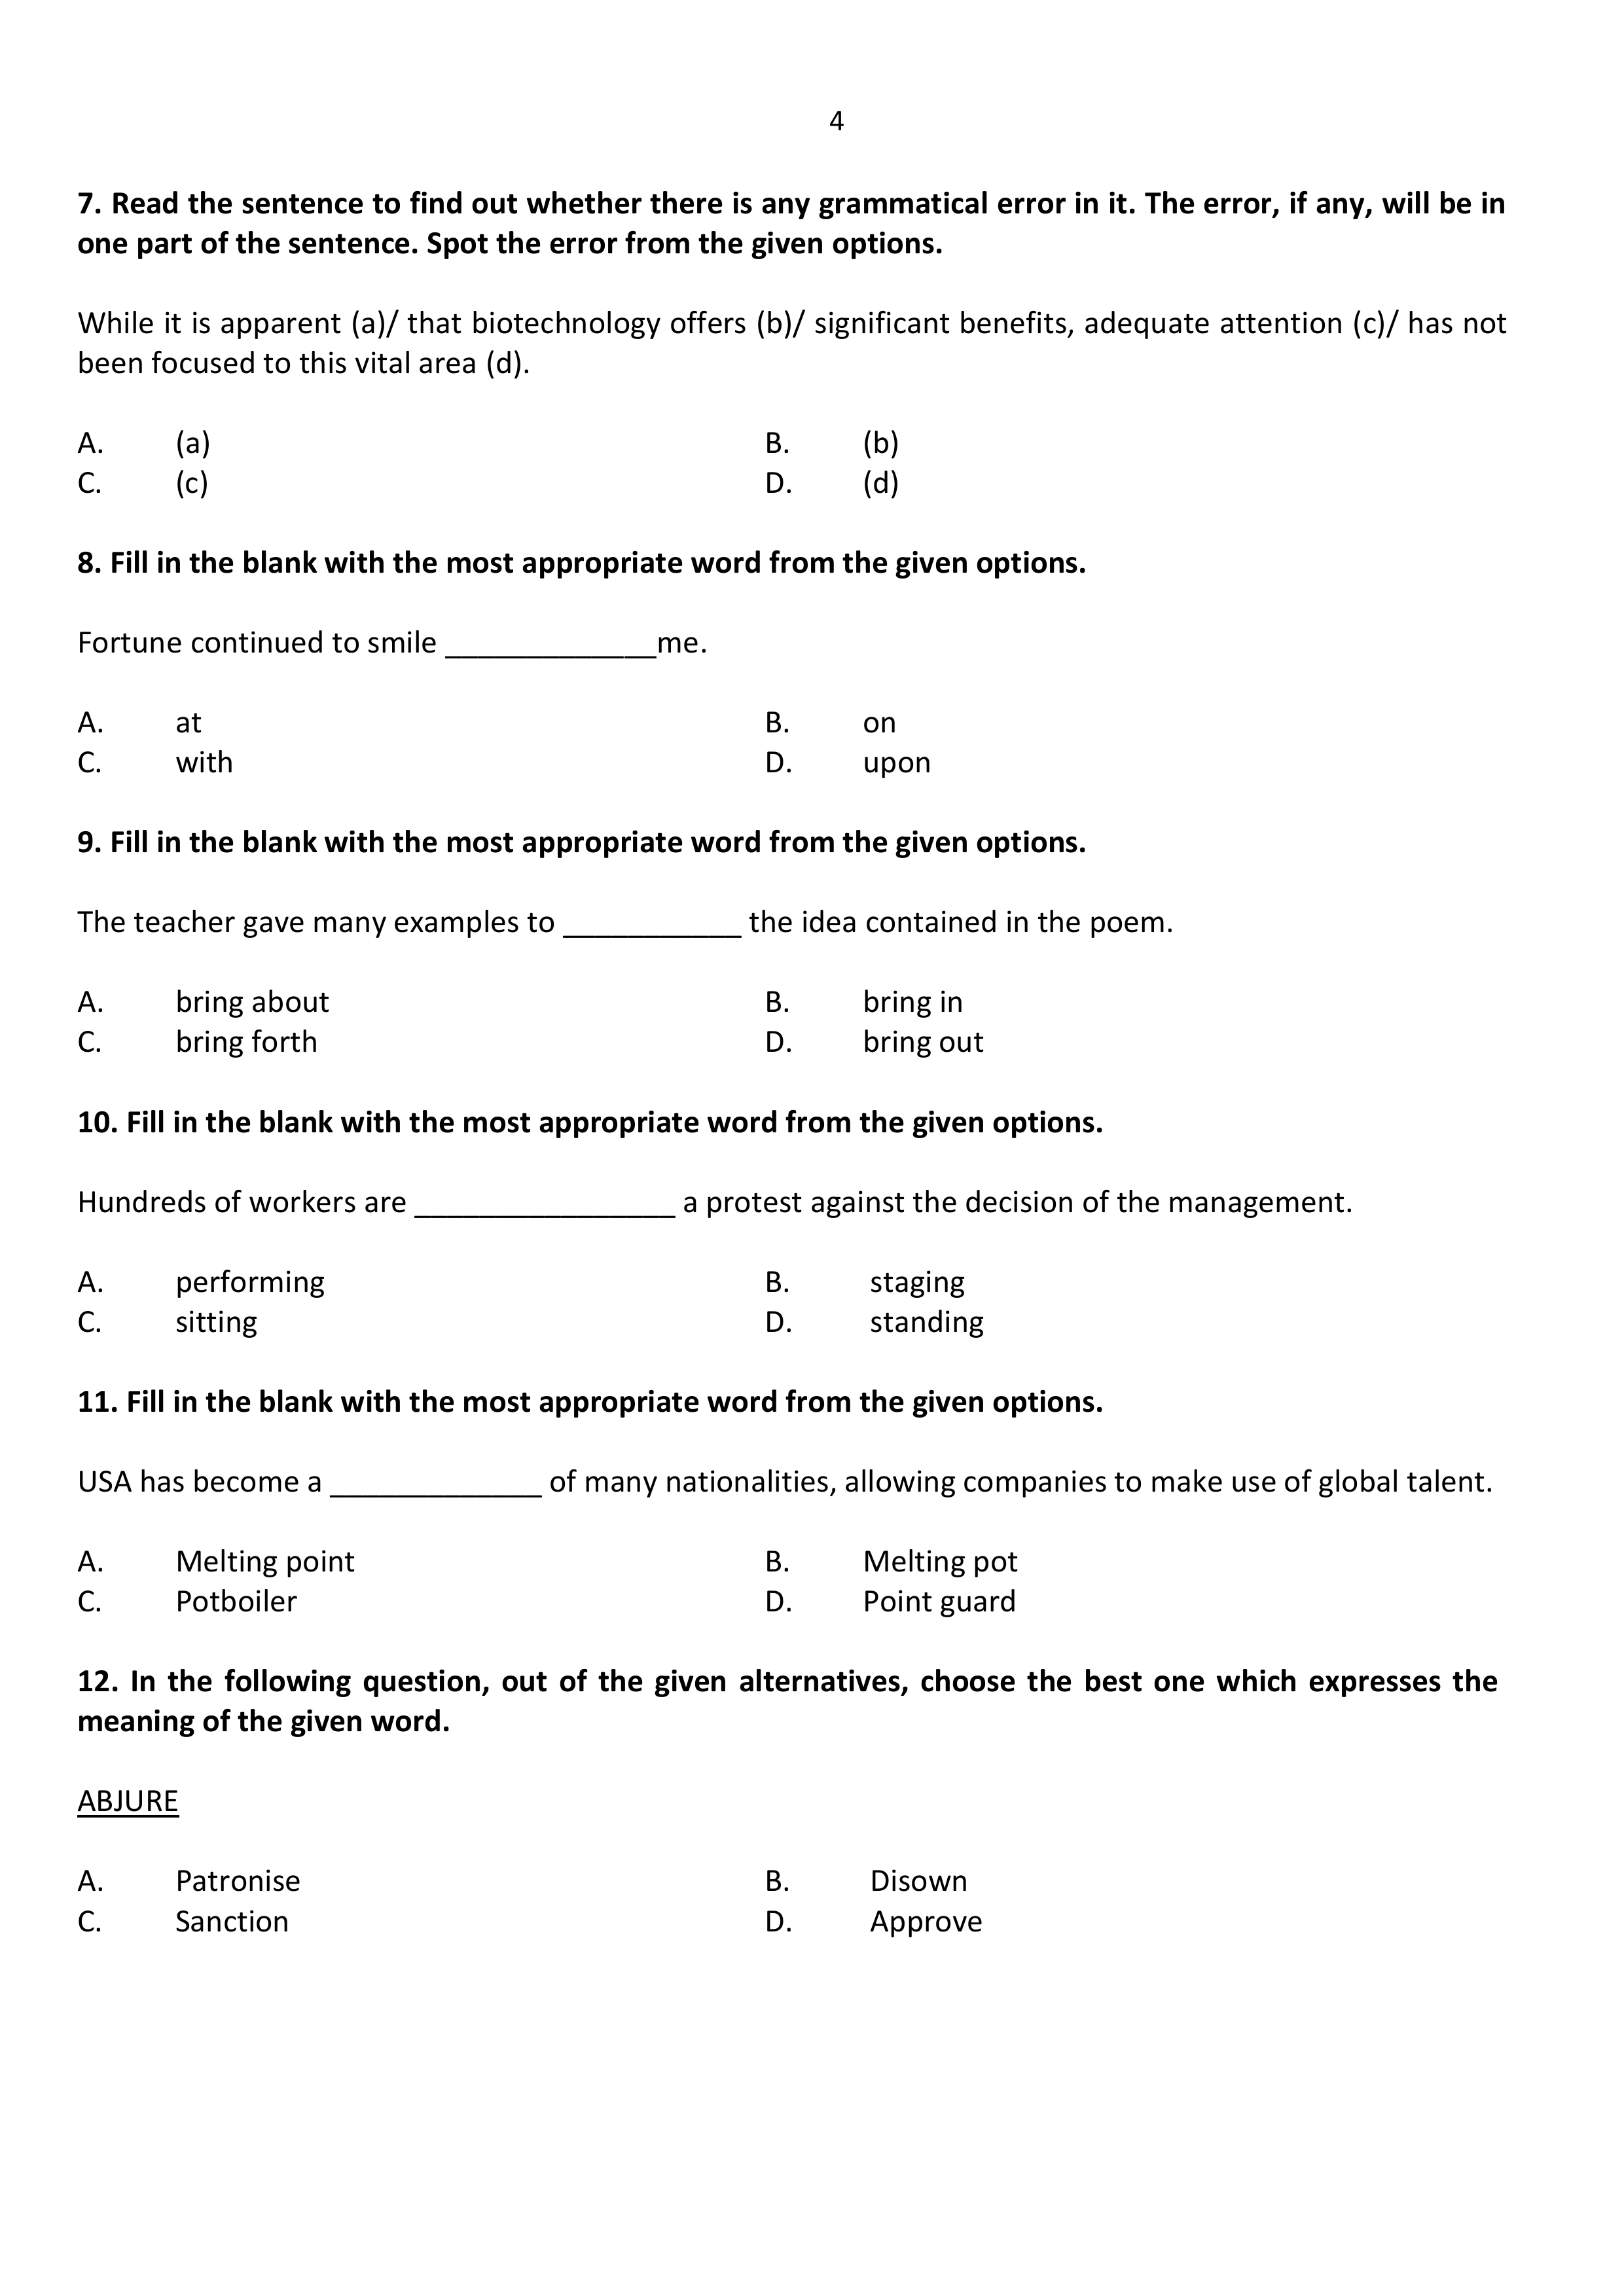 4
7. Read the sentence to find out whether there is any grammatical error in it. The error, if any, will be in
one part of the sentence. Spot the error from the given options.
While it is apparent (a)/ that biotechnology offers (b)/ significant benefits, adequate attention (c)/ has not
been focused to this vital area (d).
A. (a) B. (b)
C. (c) D. (d)
8. Fill in the blank with the most appropriate word from the given options.
Fortune continued to smile _____________me.
A. at B. on
C. with D. upon
9. Fill in the blank with the most appropriate word from the given options.
The teacher gave many examples to ___________ the idea contained in the poem.
A. bring about B. bring in
C. bring forth D. bring out
10. Fill in the blank with the most appropriate word from the given options.
Hundreds of workers are ________________ a protest against the decision of the management.
A. performing B. staging
C. sitting D. standing
11. Fill in the blank with the most appropriate word from the given options.
USA has become a _____________ of many nationalities, allowing companies to make use of global talent.
A. Melting point B. Melting pot
C. Potboiler D. Point guard
12. In the following question, out of the given alternatives, choose the best one which expresses the
meaning of the given word.
ABJURE
A. Patronise B. Disown
C. Sanction D. Approve